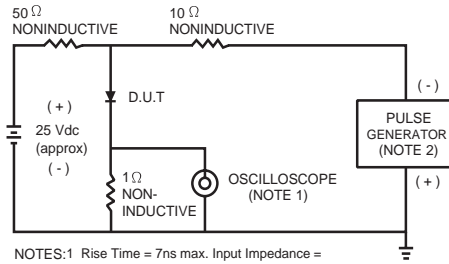 50 Ω
NONINDUCTIVE
10 Ω
NONINDUCTIVE
(+)
25 Vdc
(approx)
(-)
D.U.T
1 Ω
NON-
INDUCTIVE
OSCILLOSCOPE
(NOTE 1)
(-)
PULSE
GENERATOR
(NOTE 2)
(+)
NOTES:1 Rise Time = 7ns max. Input Impedance =